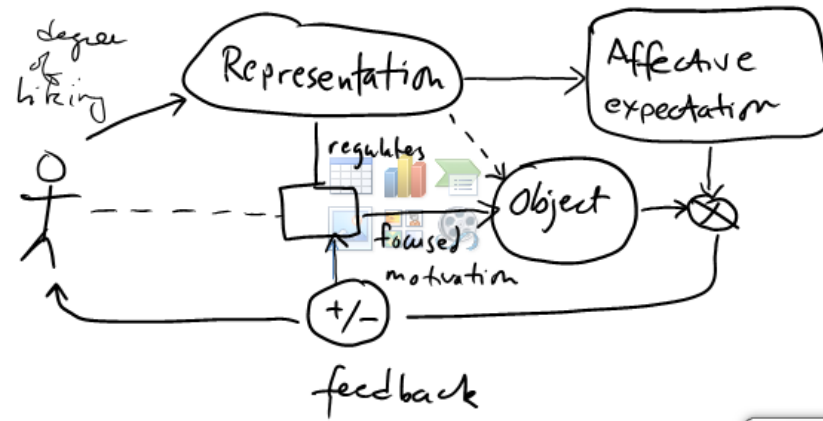 degree
of
liking
Representation
Affective
expectation
regulates
Object
focused
motivation
+/-
feedback